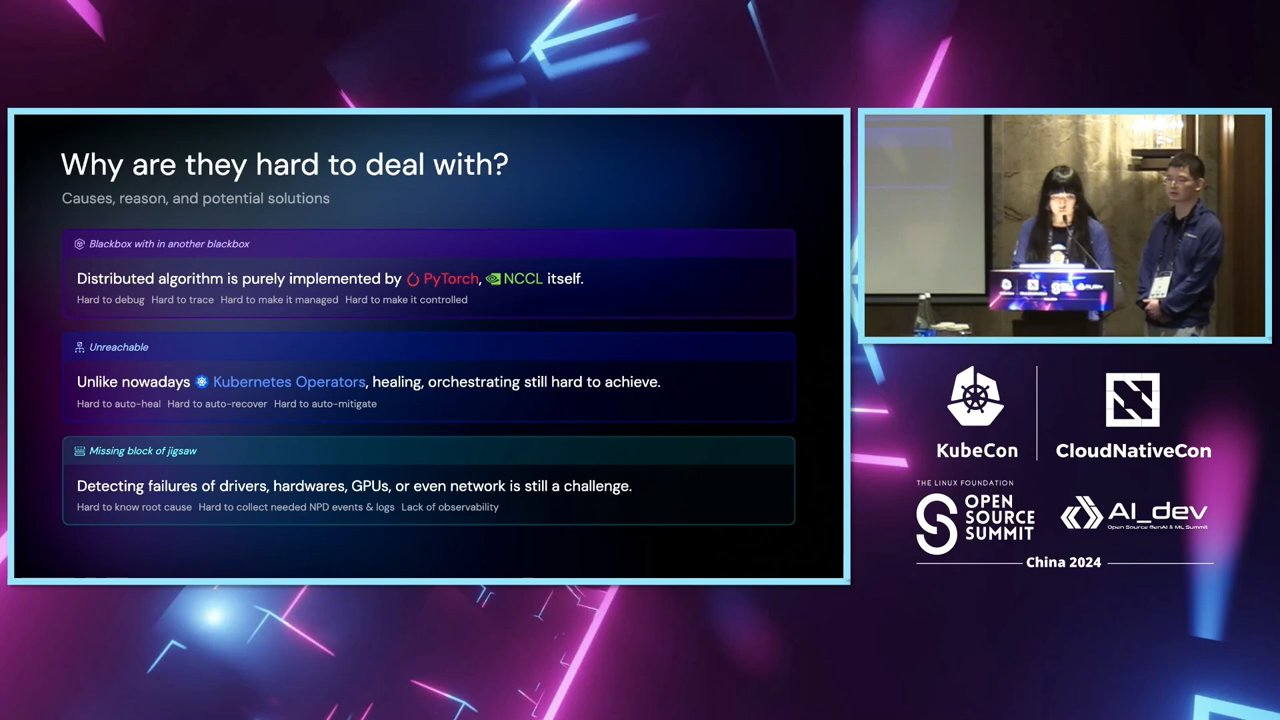 Why are they hard to deal with?
Causes, reason, and potential solutions
Blackbox with in another blackbox
Distributed algorithm is purely implemented by PyTorch, NCCL itself.
Hard to debug Hard to trace Hard to make it managed Hard to make it controlled
Unreachable
Unlike nowadays Kubernetes Operators, healing, orchestrating still hard to achieve.
Hard to auto-heal Hard to auto-recover Hard to auto-mitigate
Missing block of jigsaw
Detecting failures of drivers, hardwares, GPUs, or even network is still a challenge.
Hard to know root cause Hard to collect needed NPD events & logs Lack of observability
KubeCon
CloudNativeCon
THE LINUX FOUNDATION
OPEN
SOURCE
SUMMIT
AI_dev
Open Source GenAI & ML Summit
China 2024